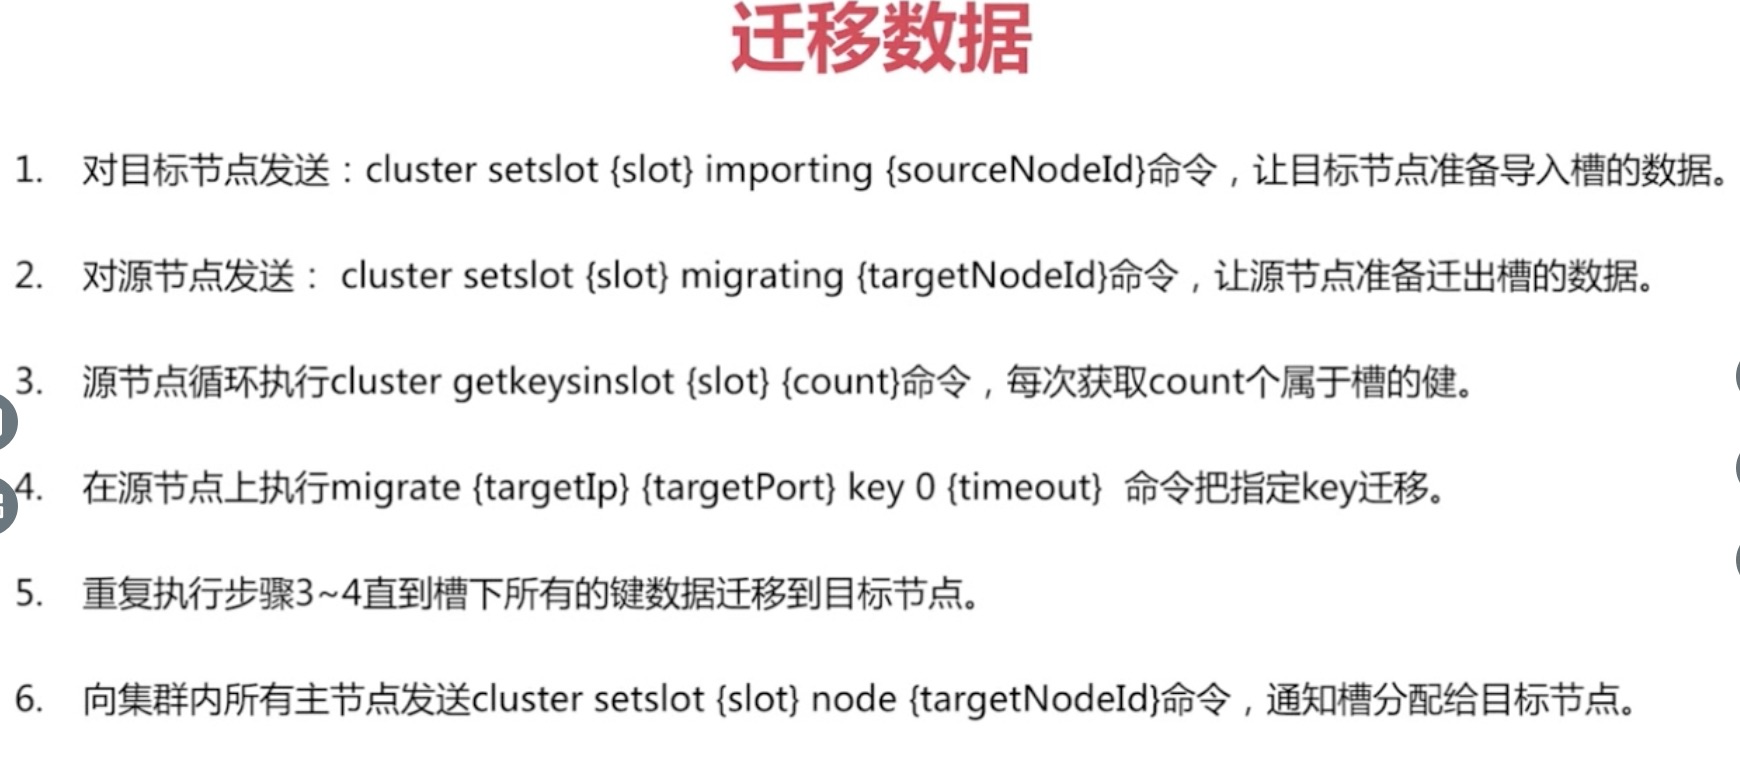 迁移数据
1. 对目标节点发送：cluster setslot {slot} importing {sourceNodeId}命令，让目标节点准备导入槽的数据。
2. 对源节点发送： cluster setslot {slot} migrating {targetNodeId}命令，让源节点准备迁出槽的数据。
3. 源节点循环执行cluster getkeysinslot {slot} {count}命令，每次获取count个属于槽的健。
4. 在源节点上执行migrate {targetIp} {targetPort} key 0 {timeout} 命令把指定key迁移。
5. 重复执行步骤3~4直到槽下所有的键数据迁移到目标节点。
6. 向集群内所有主节点发送cluster setslot {slot} node {targetNodeId}命令，通知槽分配给目标节点。